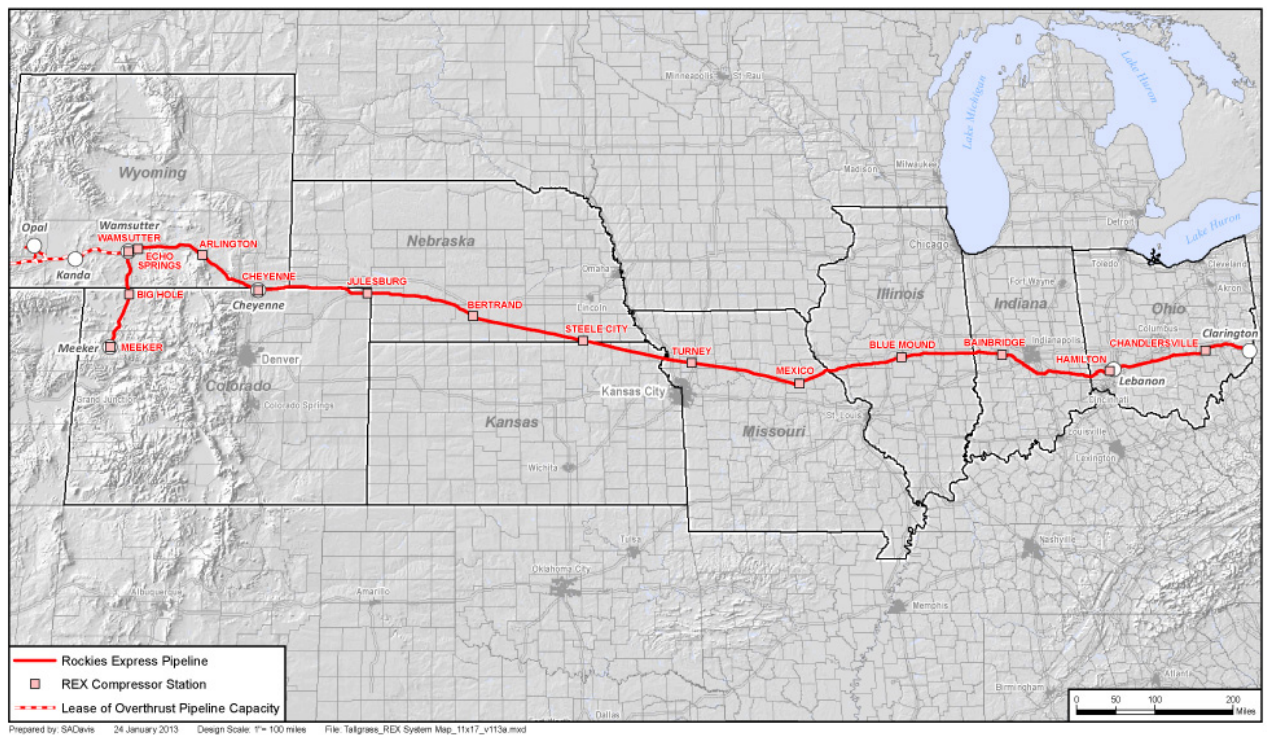 Minneapolis
St. Paul
Lake Michigan
Lake Huron
Madison
Milwaukee
Wyoming
Detroit
Lake Huron
Opal
Wamsutter
WAMSUTTER
ARLINGTON
ECHO
SPRINGS
Kanda
Nebraska
Chicago
Toledo
Cleveland
Akron
Omaha
Fort Wayne
CHEYENNE
JULESBURG
Cheyenne
BIG HOLE
BERTRAND
Lincoln
Illinois
Indiana
Ohio
STEELE CITY
Columbus
Clarington
Meeker
MEEKER
Denver
TURNEY
BLUE MOUND
BAINBRIDGE
Indianapolis
HAMILTON
CHANDLERSVILLE
MEXICO
Lebanon
Colorado
Grand Junction
Colorado Springs
Kansas City
Cincinnati
St. Louis
Kansas
Missouri
Louisville
Lexington
Wichita
Tulsa
Nashville
Oklahoma City
Albuquerque
Amarillo
Memphis
Atlanta
Birmingham
Dallas
Rockies Express Pipeline
REX Compressor Station
Lease of Overthrust Pipeline Capacity
0 50 100 200
Miles
Prepared by: SADavis 24 January 2013 Design Scale: 1"= 100 miles File: Tallgrass_REX System Map_11x17_v113a.mxd